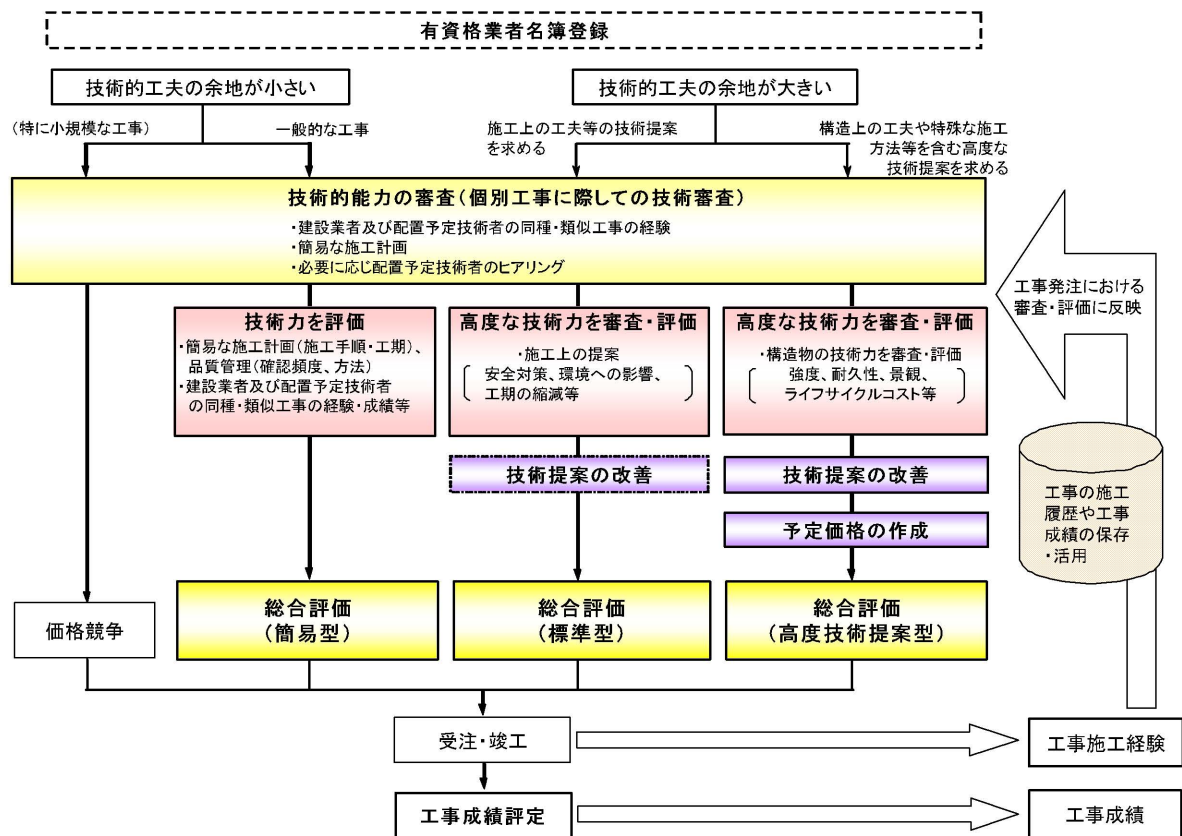 有資格業者名簿登録
技術的工夫の余地が小さい
技術的工夫の余地が大きい
(特に小規模な工事)
一般的な工事
施工上の工夫等の技術提案
を求める
構造上の工夫や特殊な施工
方法等を含む高度な
技術提案を求める
技術的能力の審査(個別工事に際しての技術審査)
・建設業者及び配置予定技術者の同種・類似工事の経験
・簡易な施工計画
・必要に応じ配置予定技術者のヒアリング
工事発注における
審査・評価に反映
技術力を評価
・簡易な施工計画(施工手順・工期)、
品質管理(確認頻度、方法)
・建設業者及び配置予定技術者
の同種・類似工事の経験・成績等
高度な技術力を審査・評価
・施工上の提案
安全対策、環境への影響、
工期の縮減等
高度な技術力を審査・評価
・構造物の技術力を審査・評価
強度、耐久性、景観、
ライフサイクルコスト等
技術提案の改善
技術提案の改善
予定価格の作成
工事の施工
履歴や工事
成績の保存
・活用
価格競争
総合評価
(簡易型)
総合評価
(標準型)
総合評価
(高度技術提案型)
受注・竣工
工事施工経験
工事成績評定
工事成績